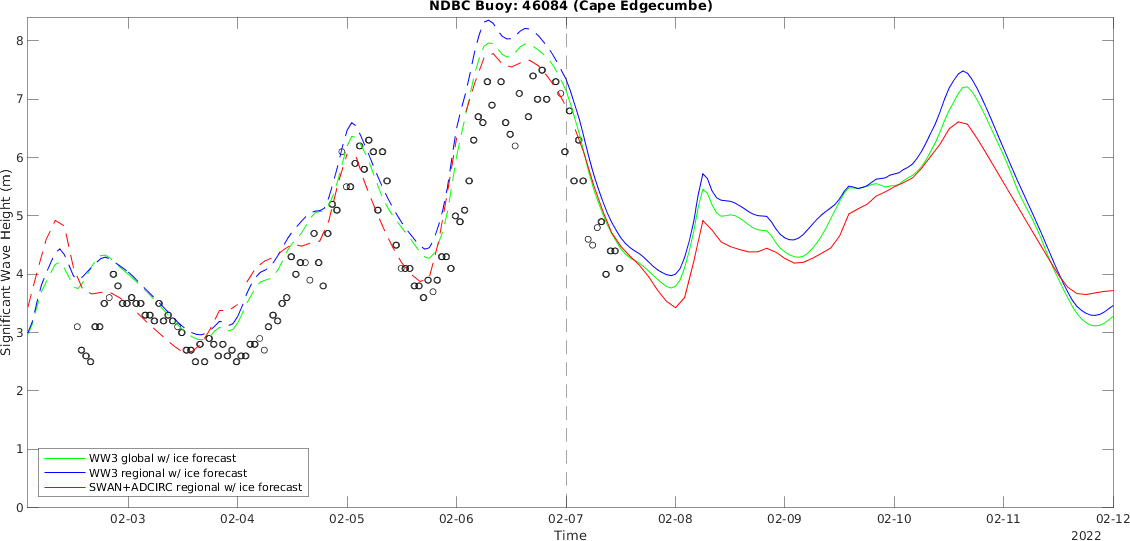 NDBC Buoy: 46084 (Cape Edgecumbe)
Significant Wave Height (m)
8
7
6
5
4
3
2
1
0
WW3 global w/ ice forecast
WW3 regional w/ ice forecast
SWAN+ADCIRC regional w/ ice forecast
02-03 02-04 02-05 02-06 02-07 02-08 02-09 02-10 02-11 02-12
Time
2022